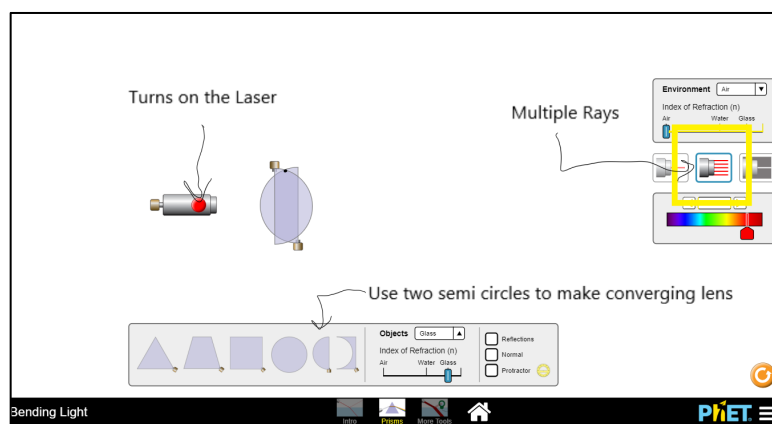 Turns on the Laser
Multiple Rays
Environment Air
Index of Refraction (n)
Air Water Glass
Use two semi circles to make converging lens
Objects Glass
Index of Refraction (n)
Air Water Glass
Reflections
Normal
Protractor
Bending Light
Intro
Prisms
More Tools
PhET